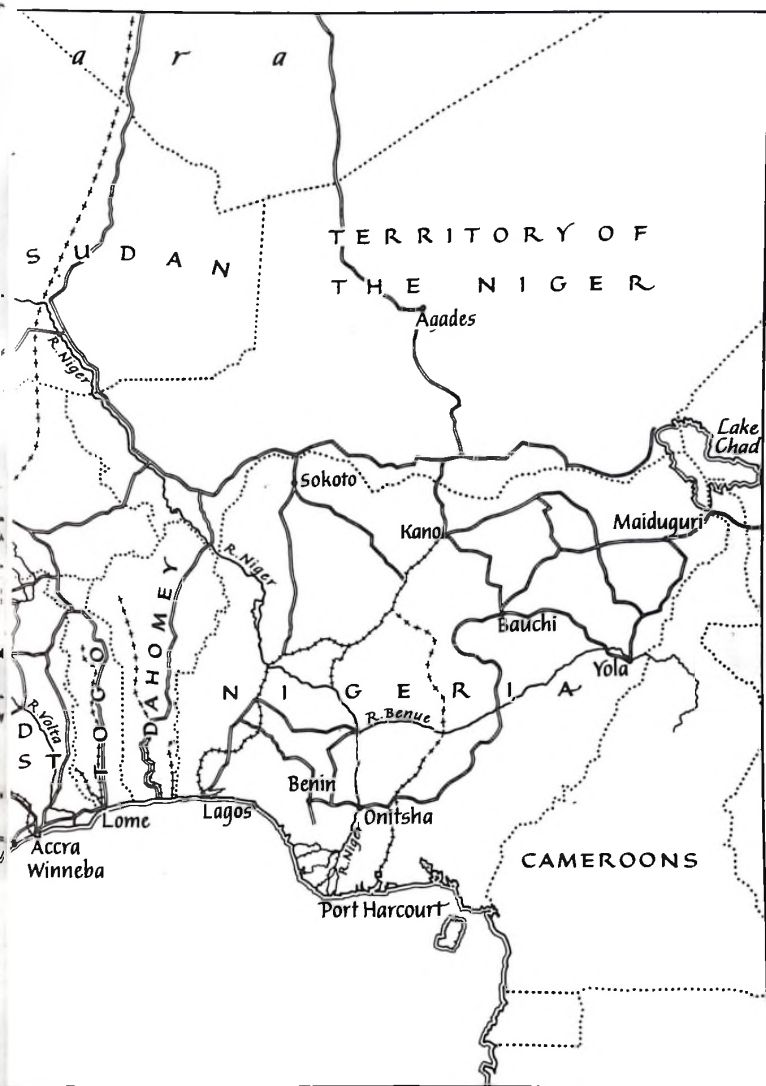 a r a
S U D A N
TERRITORY OF
THE NIGER
Agades
R. Niger
Lake
Chad
Sokoto
Kano
Maiduguri
R. Niger
DAHOMEY
Bauchi
Yola
TOGO
NIGERIA
R. Volta
D
S T
R. Benue
Benin
Lome
Lagos
Onitsha
Accra
Winneba
R. Niger
CAMEROONS
Port Harcourt